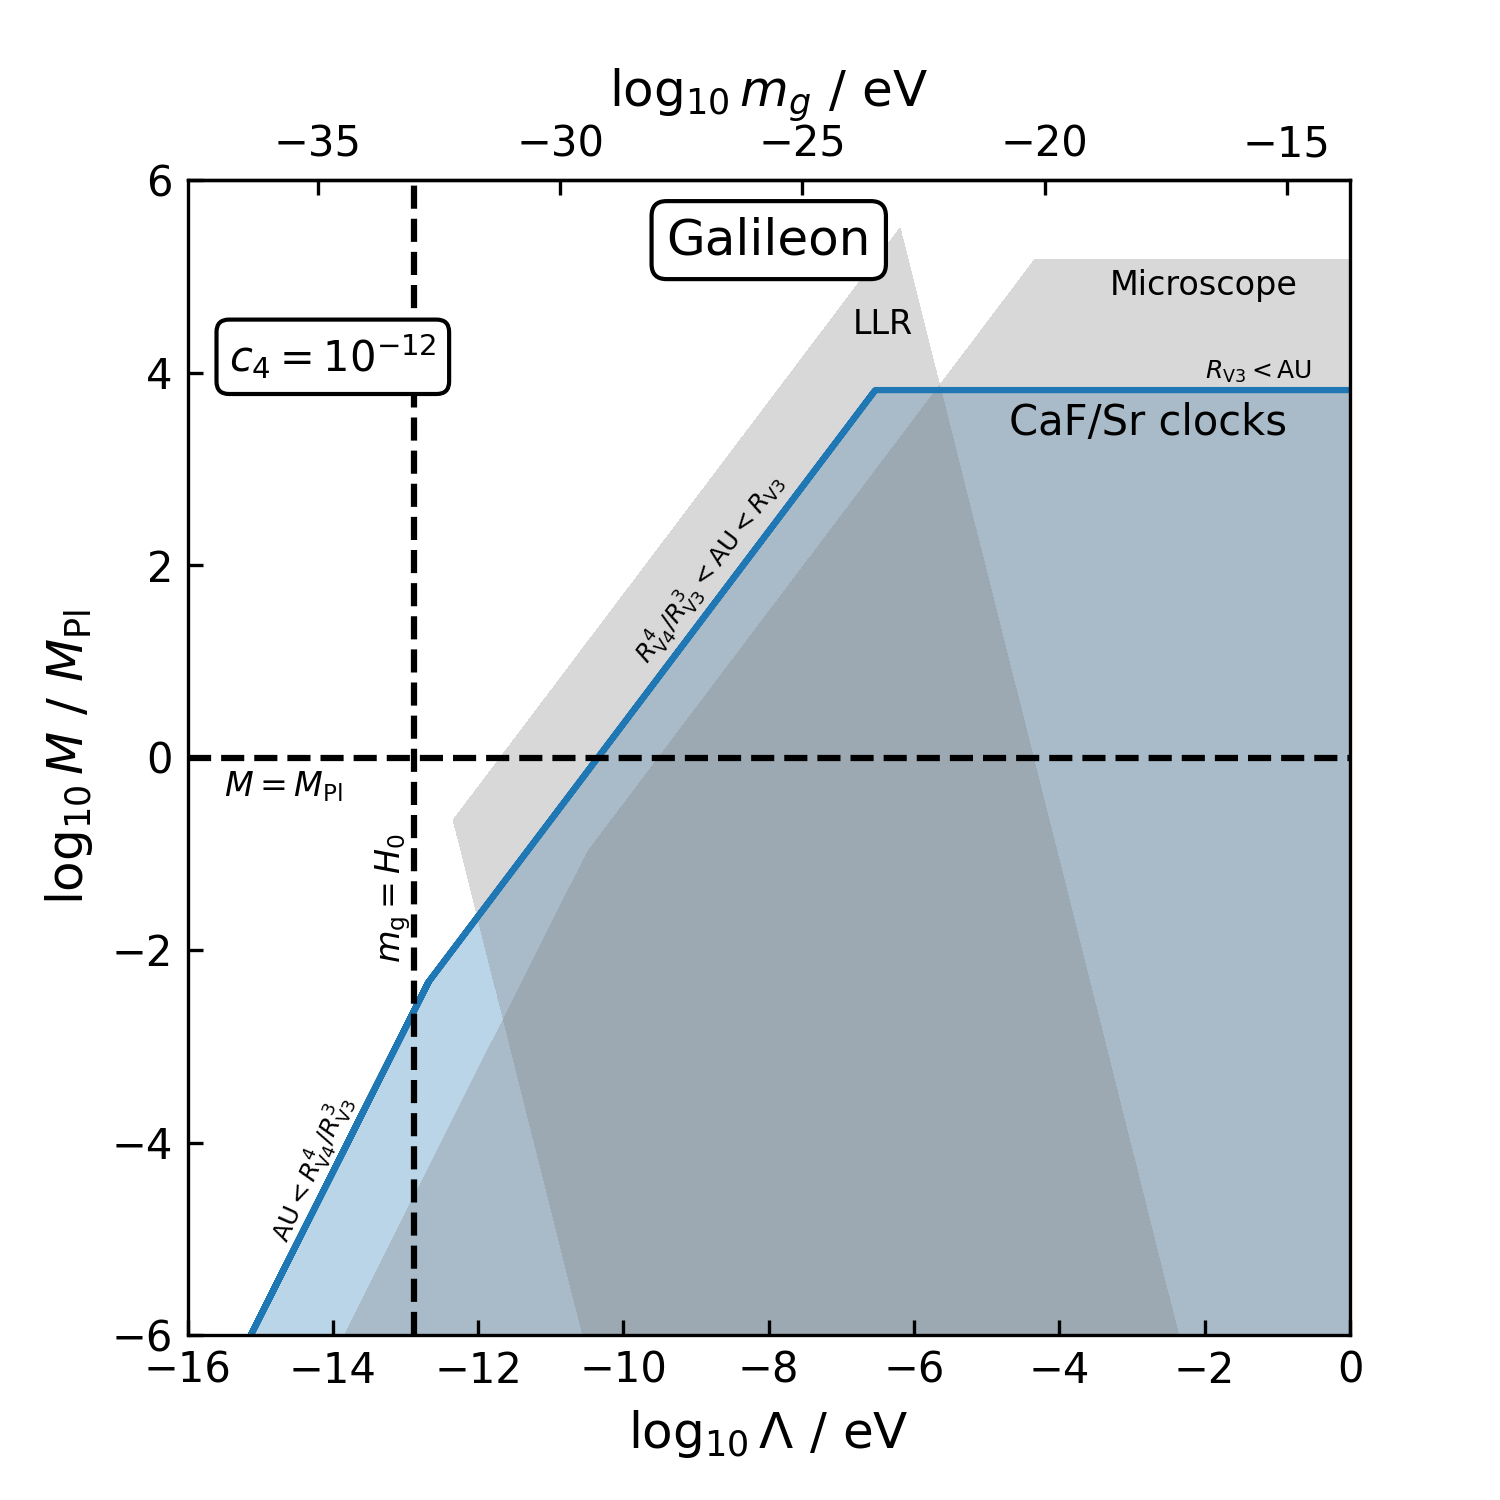 log₁₀ m_g / eV
−35 −30 −25 −20 −15
Galileon
Microscope
LLR
c₄ = 10⁻¹²
R_V3 < AU
CaF/Sr clocks
R⁴_V4/R³_V3 < AU < R_V3
M = M_Pl
m_g = H₀
AU < R⁴_V4/R³_V3
log₁₀ M / M_Pl
6
4
2
0
−2
−4
−6
−16 −14 −12 −10 −8 −6 −4 −2 0
log₁₀ Λ / eV